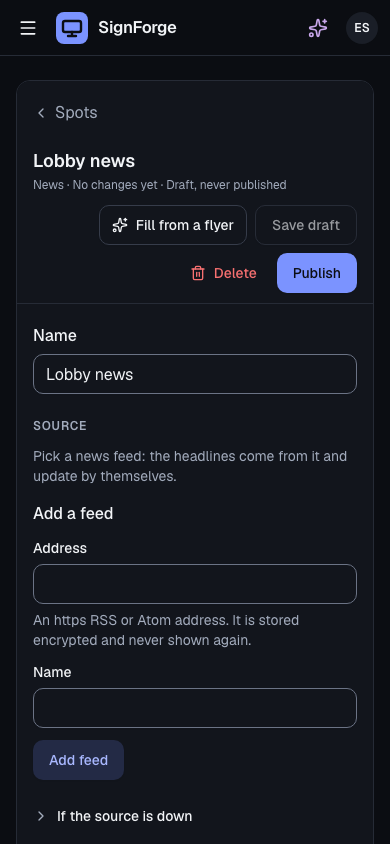 SignForge
ES
Spots
Lobby news
News · No changes yet · Draft, never published
Fill from a flyer
Save draft
Delete
Publish
Name
Lobby news
SOURCE
Pick a news feed: the headlines come from it and
update by themselves.
Add a feed
Address
An https RSS or Atom address. It is stored
encrypted and never shown again.
Name
Add feed
If the source is down